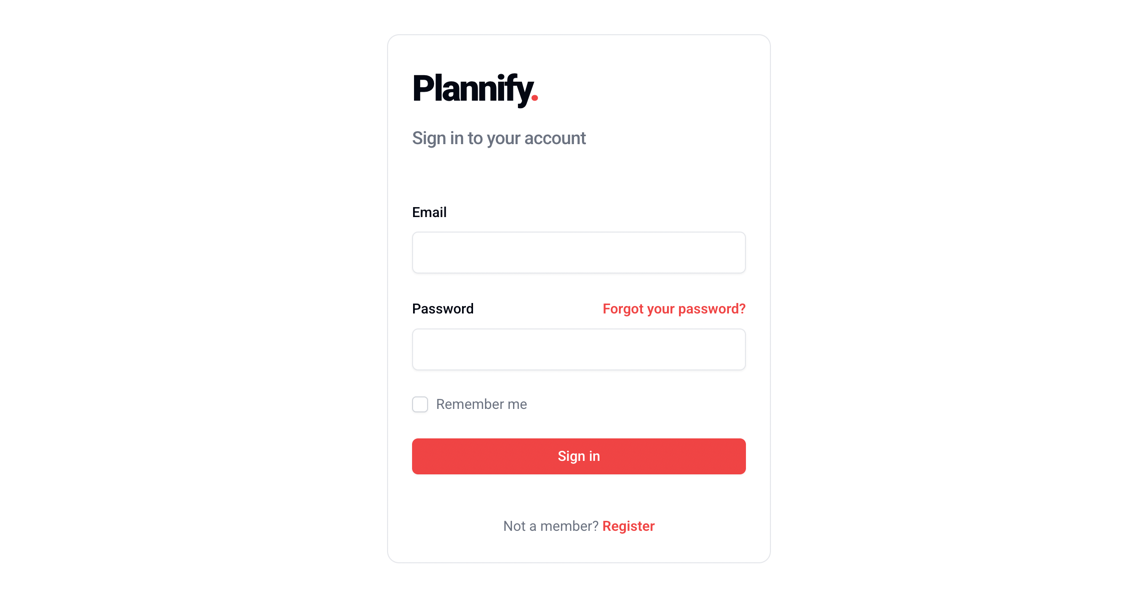 Plannify.
Sign in to your account
Email
Password Forgot your password?
Remember me
Sign in
Not a member? Register